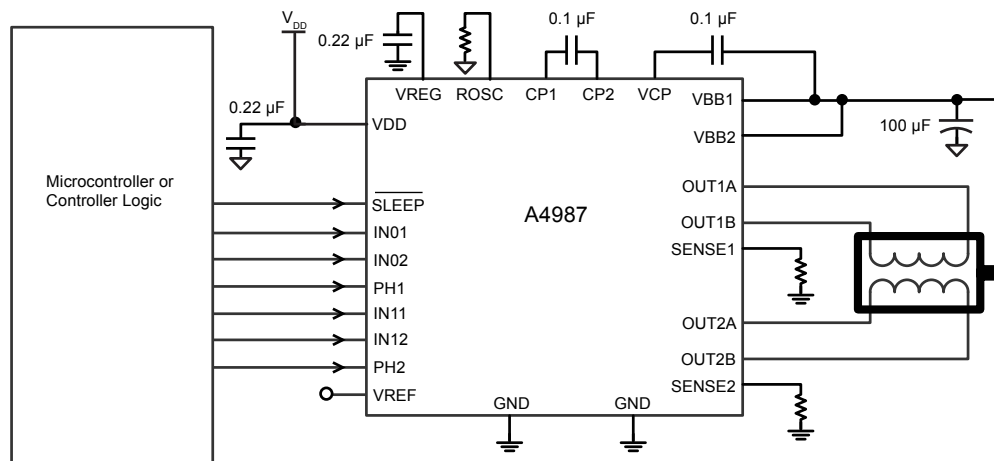 V_DD
0.22 µF
0.1 µF
0.1 µF
0.22 µF
VREG
ROSC
CP1
CP2
VCP
VBB1
VDD
VBB2
100 µF
Microcontroller or
Controller Logic
SLEEP
IN01
IN02
PH1
IN11
IN12
PH2
VREF
A4987
OUT1A
OUT1B
SENSE1
OUT2A
OUT2B
SENSE2
GND
GND